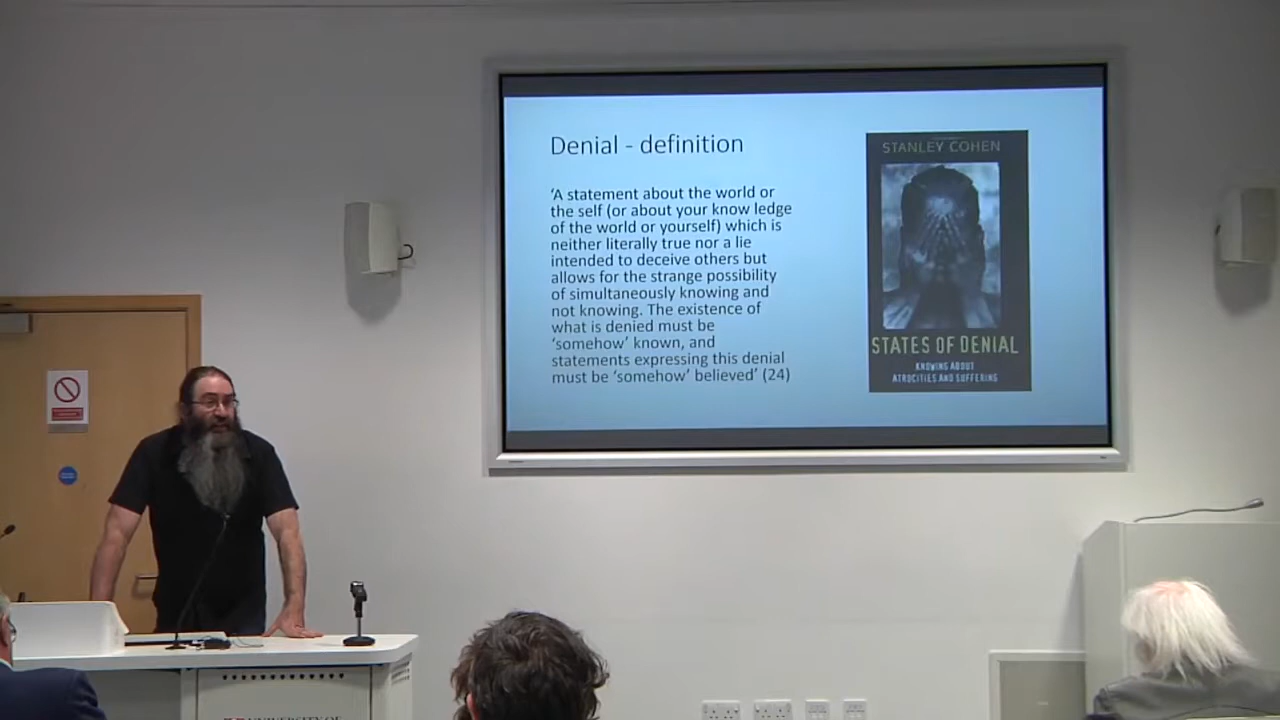 Denial - definition
'A statement about the world or
the self (or about your know ledge
of the world or yourself) which is
neither literally true nor a lie
intended to deceive others but
allows for the strange possibility
of simultaneously knowing and
not knowing. The existence of
what is denied must be
'somehow' known, and
statements expressing this denial
must be 'somehow' believed' (24)
STANLEY COHEN
STATES OF DENIAL
KNOWING ABOUT
ATROCITIES AND SUFFERING
UNIVERSITY OF